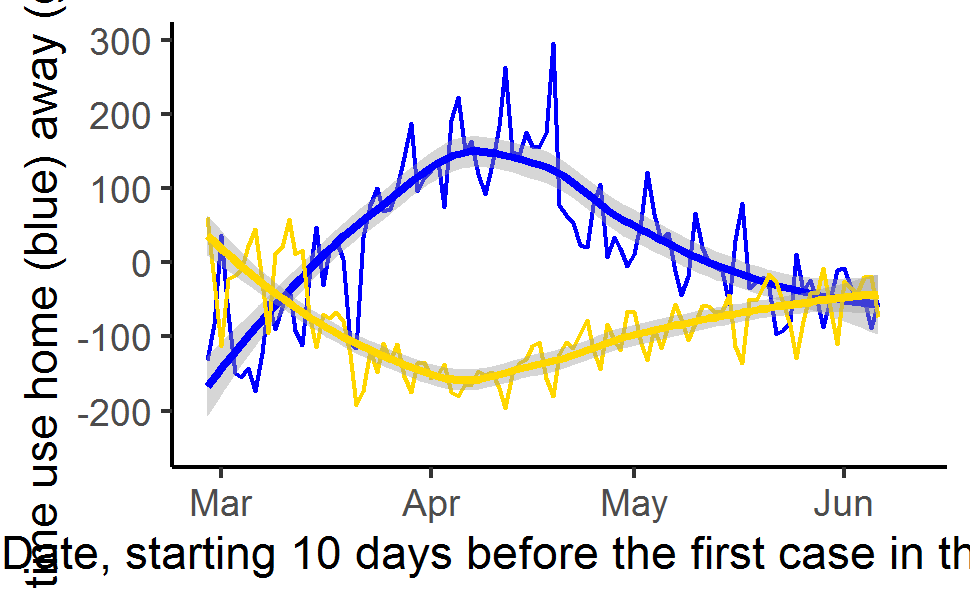 time use home (blue) away (
300
200
100
0
-100
-200
Mar Apr May Jun
Date, starting 10 days before the first case in th